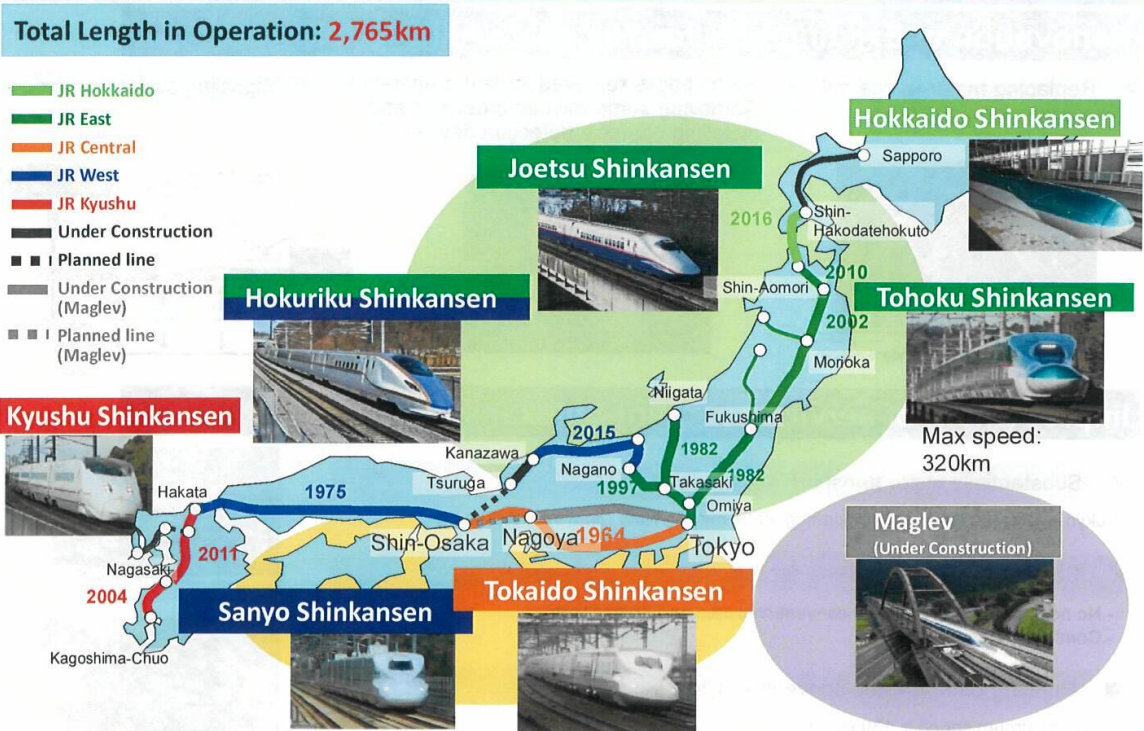 Total Length in Operation: 2,765km
JR Hokkaido
JR East
JR Central
JR West
JR Kyushu
Under Construction
Planned line
Under Construction
(Maglev)
Planned line
(Maglev)
Hokkaido Shinkansen
Sapporo
Joetsu Shinkansen
2016
Shin-
Hakodatehokuto
2010
Shin-Aomori
Hokuriku Shinkansen
Tohoku Shinkansen
2002
Morioka
Niigata
Kyushu Shinkansen
Fukushima
Max speed:
320km
2015
1982
Kanazawa
Nagano
1982
Tsuruga
1997
Takasaki
Omiya
Hakata
1975
Shin-Osaka
Nagoya
1964
Tokyo
Maglev
(Under Construction)
2011
Nagasaki
2004
Sanyo Shinkansen
Tokaido Shinkansen
Kagoshima-Chuo